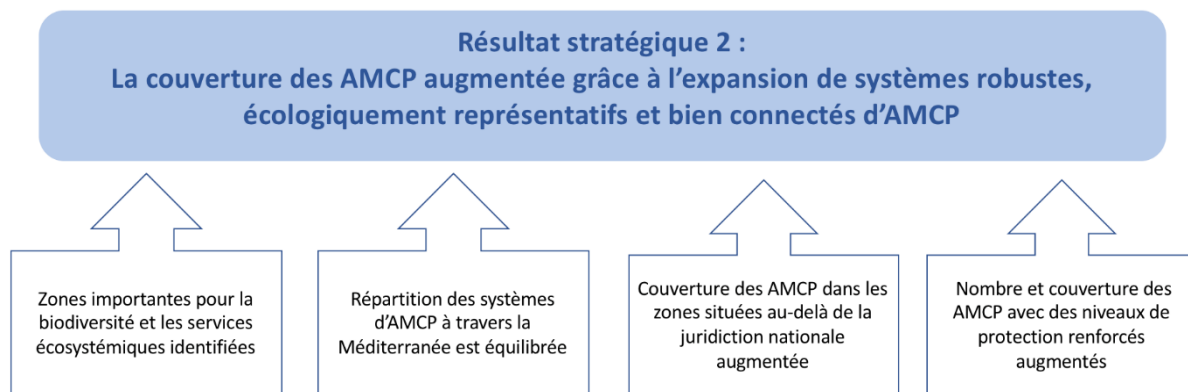 Résultat stratégique 2 :
La couverture des AMCP augmentée grâce à l’expansion de systèmes robustes,
écologiquement représentatifs et bien connectés d’AMCP
Zones importantes pour la
biodiversité et les services
écosystémiques identifiées
Répartition des systèmes
d’AMCP à travers la
Méditerranée est équilibrée
Couverture des AMCP dans les
zones situées au-delà de la
juridiction nationale
augmentée
Nombre et couverture des
AMCP avec des niveaux de
protection renforcés
augmentés